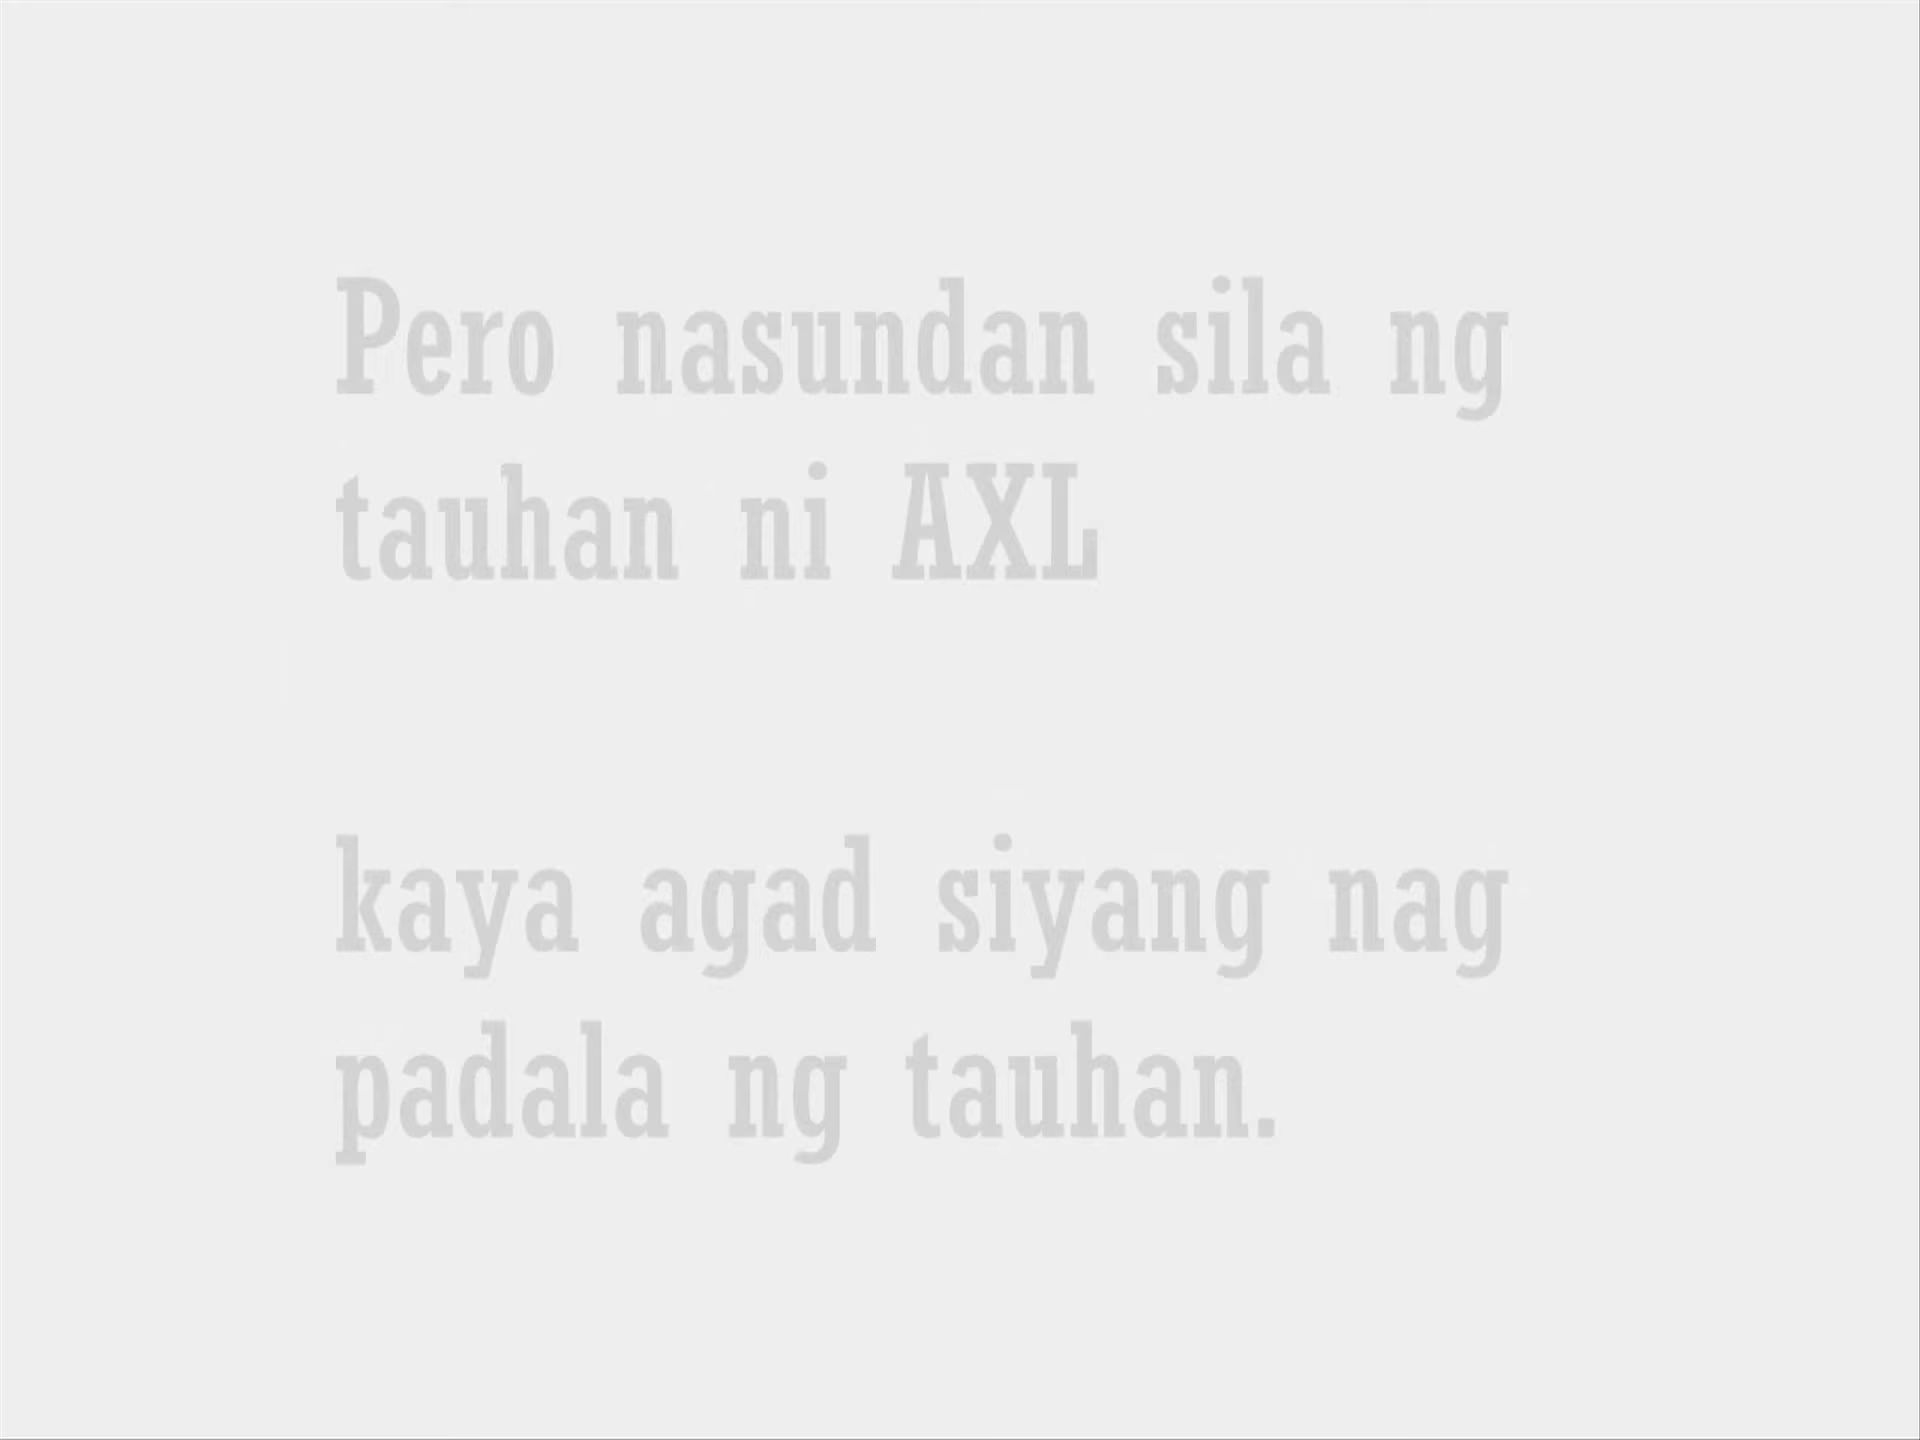 Pero nasundan sila ng
tauhan ni AXL
kaya agad siyang nag
padala ng tauhan.